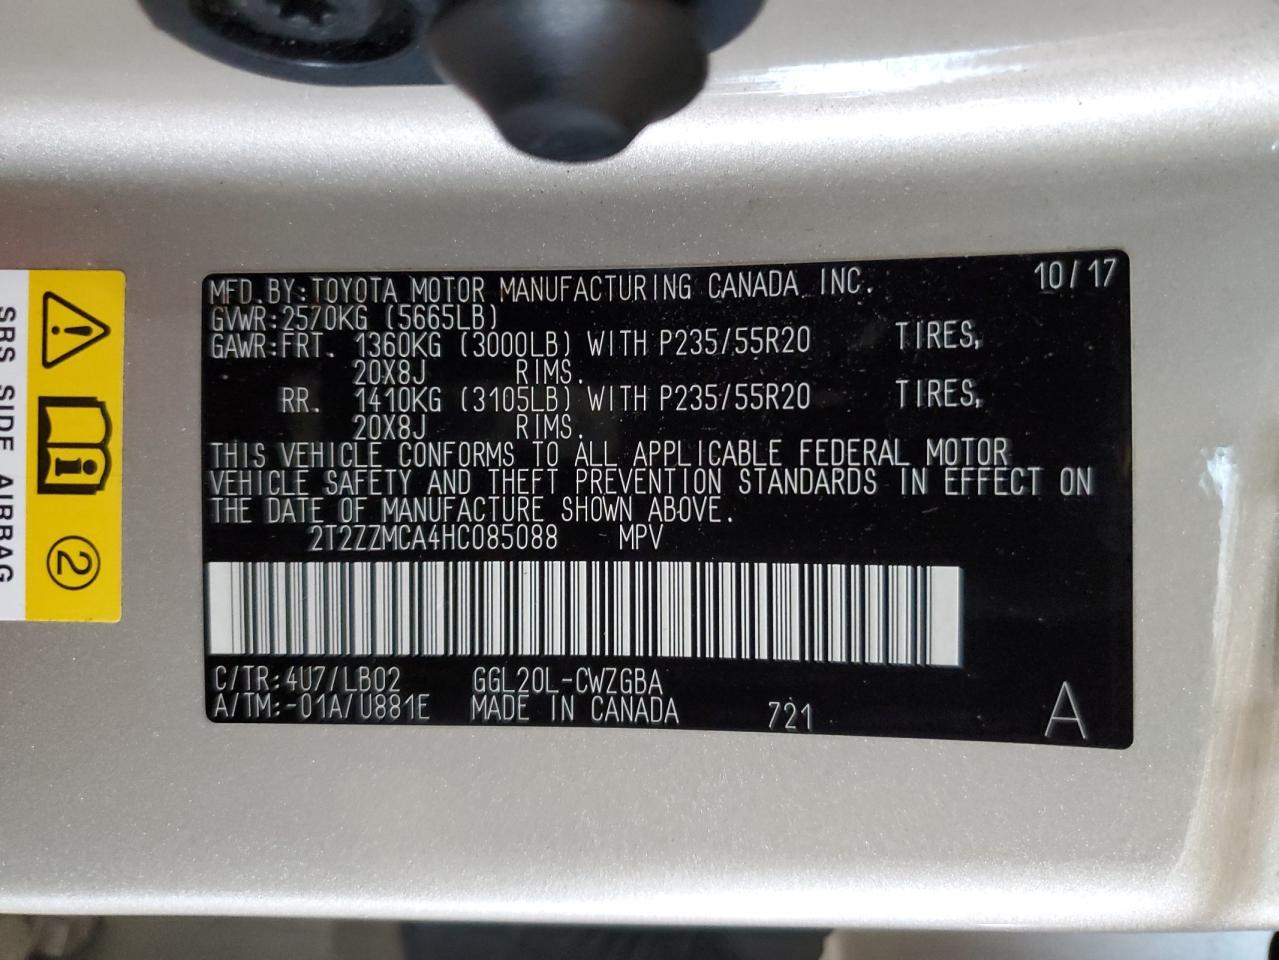 MFD.BY:TOYOTA MOTOR MANUFACTURING CANADA INC. 10/17
GVWR:2570KG (5665LB)
GAWR:FRT. 1360KG (3000LB) WITH P235/55R20 TIRES,
20X8J RIMS.
RR. 1410KG (3105LB) WITH P235/55R20 TIRES,
20X8J RIMS.
THIS VEHICLE CONFORMS TO ALL APPLICABLE FEDERAL MOTOR
VEHICLE SAFETY AND THEFT PREVENTION STANDARDS IN EFFECT ON
THE DATE OF MANUFACTURE SHOWN ABOVE.
2T2ZZMCA4HC085088 MPV
C/TR:4U7/LB02 GGL20L-CWZGBA
A/TM:-01A/U881E MADE IN CANADA 721 A
SRS SIDE AIRBAG
2